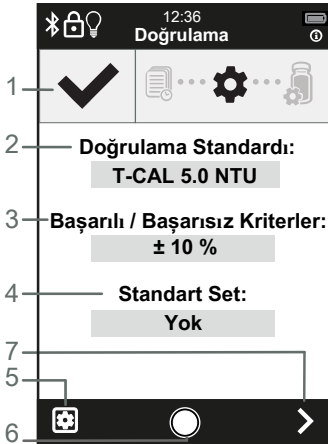 12:36
Doğrulama
1
2
Doğrulama Standardı:
T-CAL 5.0 NTU
3
Başarılı / Başarısız Kriterler:
± 10 %
4
Standart Set:
Yok
7
5
6